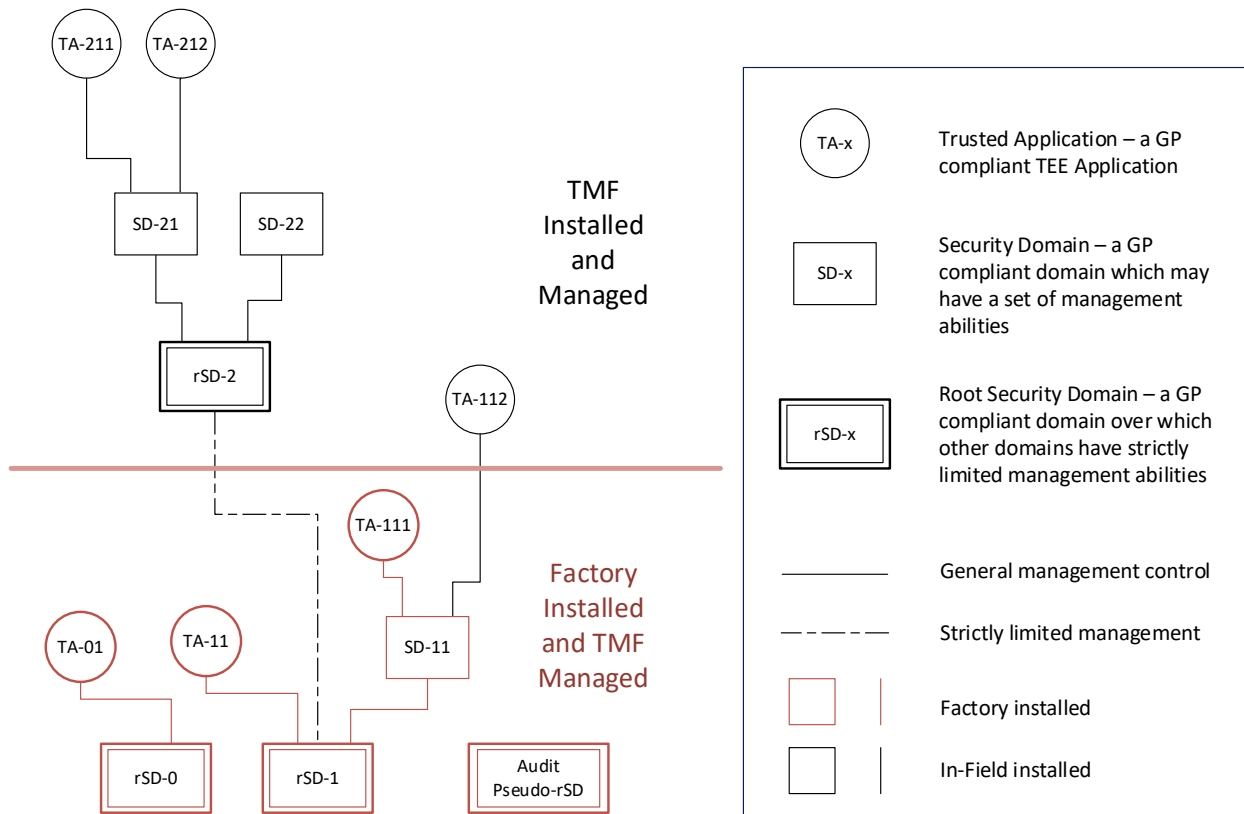 TA-211
TA-212
SD-21
SD-22
TMF
Installed
and
Managed
rSD-2
TA-112
TA-111
Factory
Installed
and TMF
Managed
TA-01
TA-11
SD-11
rSD-0
rSD-1
Audit
Pseudo-rSD
TA-x
Trusted Application – a GP
compliant TEE Application
SD-x
Security Domain – a GP
compliant domain which may
have a set of management
abilities
rSD-x
Root Security Domain – a GP
compliant domain over which
other domains have strictly
limited management abilities
General management control
Strictly limited management
Factory installed
In-Field installed